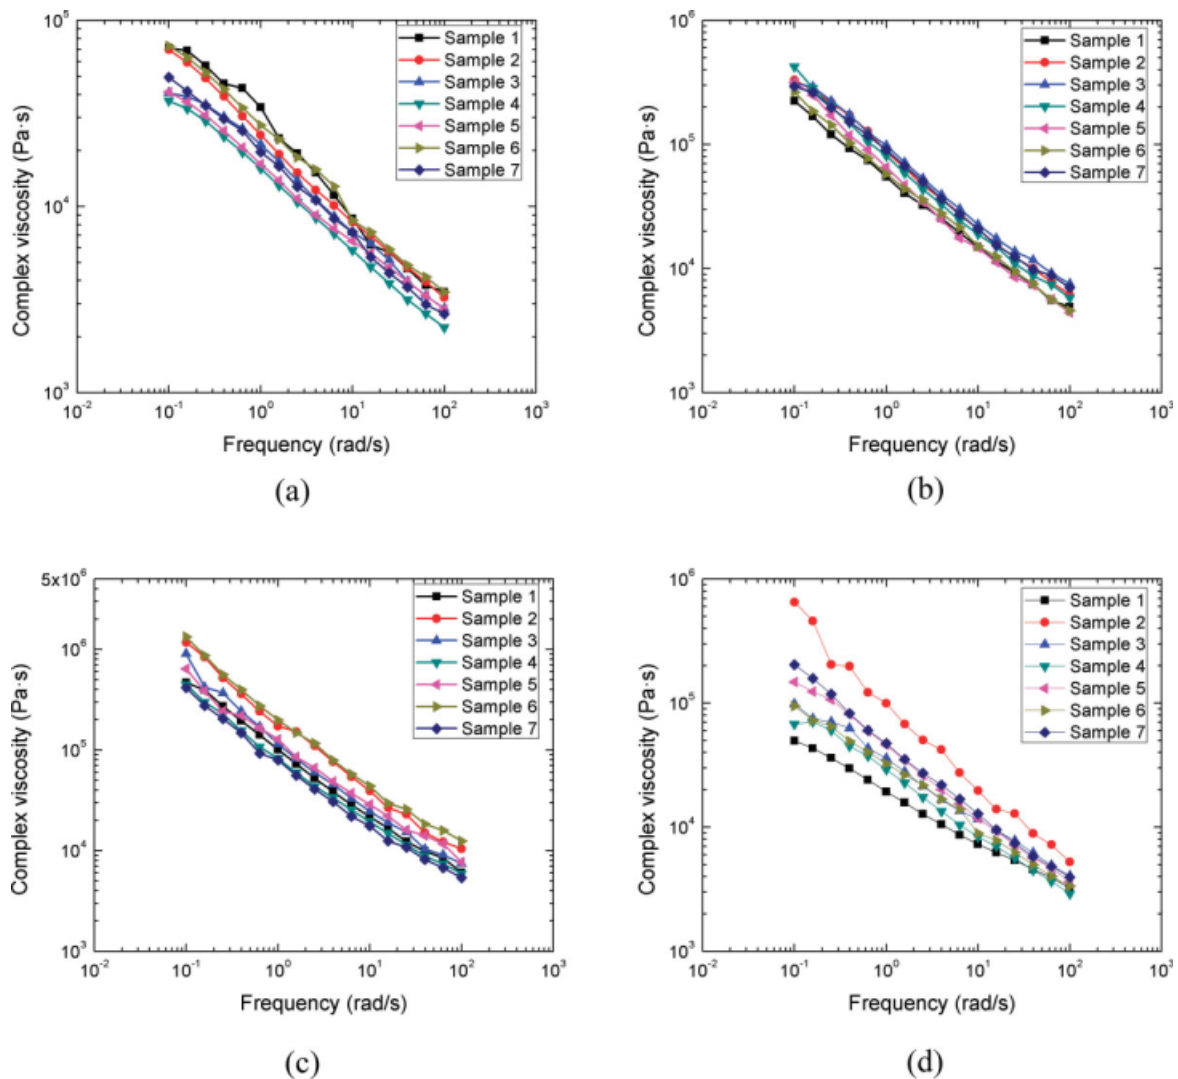 10^5
10^4
10^3
Complex viscosity (Pa·s)
Sample 1
Sample 2
Sample 3
Sample 4
Sample 5
Sample 6
Sample 7
10^-2 10^-1 10^0 10^1 10^2 10^3
Frequency (rad/s)
(a)
10^6
10^5
10^4
10^3
Complex viscosity (Pa·s)
Sample 1
Sample 2
Sample 3
Sample 4
Sample 5
Sample 6
Sample 7
10^-2 10^-1 10^0 10^1 10^2 10^3
Frequency (rad/s)
(b)
5x10^6
10^6
10^5
10^4
10^3
Complex viscosity (Pa·s)
Sample 1
Sample 2
Sample 3
Sample 4
Sample 5
Sample 6
Sample 7
10^-2 10^-1 10^0 10^1 10^2 10^3
Frequency (rad/s)
(c)
10^6
10^5
10^4
10^3
Complex viscosity (Pa·s)
Sample 1
Sample 2
Sample 3
Sample 4
Sample 5
Sample 6
Sample 7
10^-2 10^-1 10^0 10^1 10^2 10^3
Frequency (rad/s)
(d)